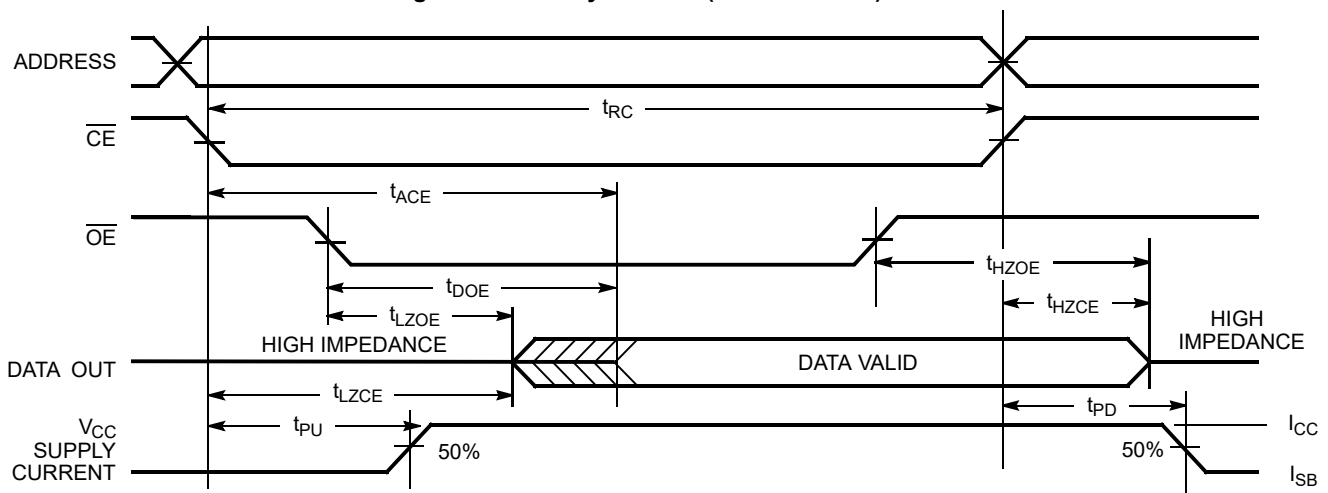 ADDRESS
tRC
CE
tACE
OE
tHZOE
tDOE
tHZCE
tLZOE
HIGH IMPEDANCE
HIGH
IMPEDANCE
DATA OUT
DATA VALID
tLZCE
tPD
VCC
SUPPLY
CURRENT
tPU
50%
50%
ICC
ISB